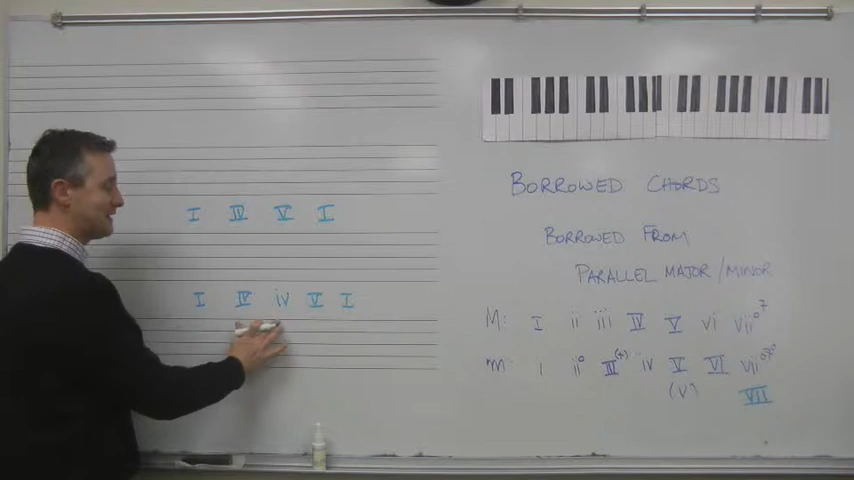 I IV V I
I IV iv V I
BORROWED CHORDS
BORROWED FROM
PARALLEL MAJOR/MINOR
M: I ii iii IV V vi vii°7
m: i ii° III(+) iv V VI vii°7°
(v) VII